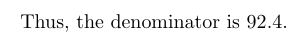 Thus, the denominator is 92.4.